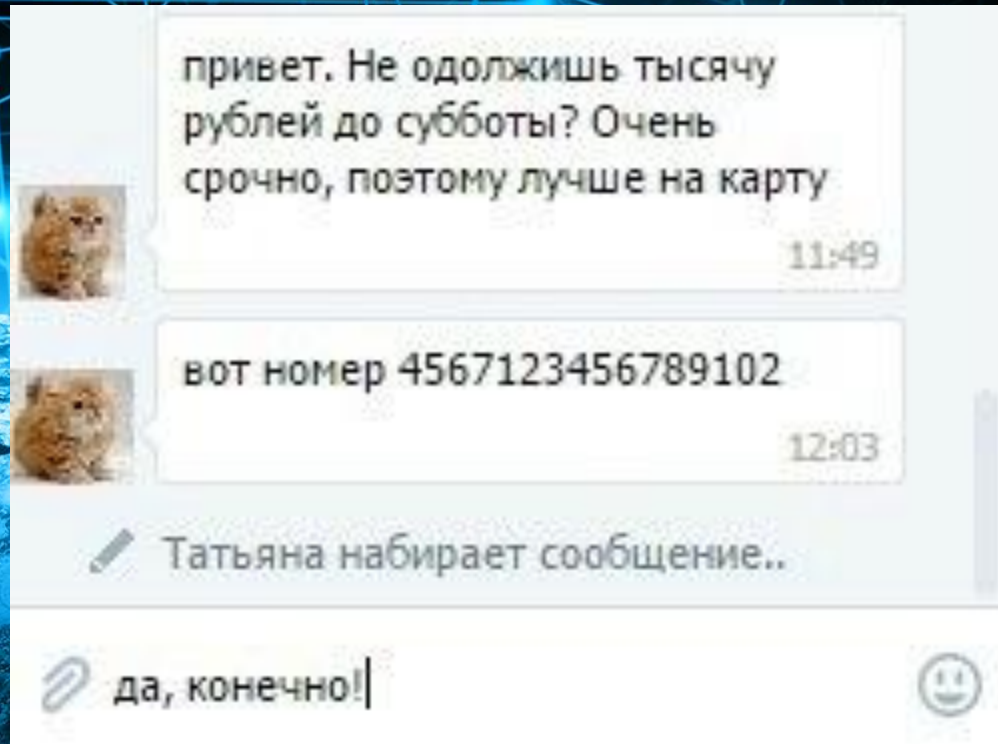 привет. Не одолжишь тысячу
рублей до субботы? Очень
срочно, поэтому лучше на карту
11:49
вот номер 4567123456789102
12:03
Татьяна набирает сообщение..
да, конечно!